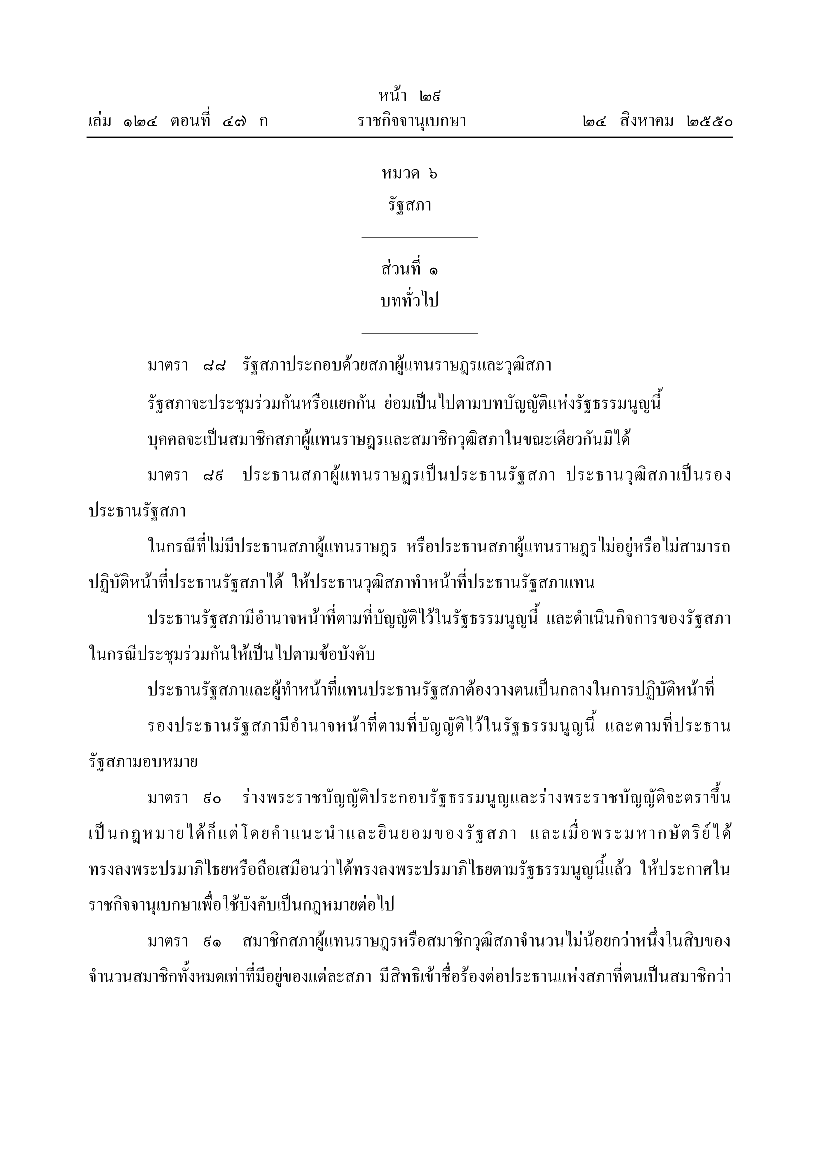 หน้า ๒๙
เล่ม ๑๒๔ ตอนที่ ๔๗ ก ราชกิจจานุเบกษา ๒๔ สิงหาคม ๒๕๕๐
หมวด ๖
รัฐสภา
ส่วนที่ ๑
บททั่วไป
มาตรา ๘๘ รัฐสภาประกอบด้วยสภาผู้แทนราษฎรและวุฒิสภา
รัฐสภาจะประชุมร่วมกันหรือแยกกัน ย่อมเป็นไปตามบทบัญญัติแห่งรัฐธรรมนูญนี้
บุคคลจะเป็นสมาชิกสภาผู้แทนราษฎรและสมาชิกวุฒิสภาในขณะเดียวกันมิได้
มาตรา ๘๙ ประธานสภาผู้แทนราษฎรเป็นประธานรัฐสภา ประธานวุฒิสภาเป็นรอง
ประธานรัฐสภา
ในกรณีที่ไม่มีประธานสภาผู้แทนราษฎร หรือประธานสภาผู้แทนราษฎรไม่อยู่หรือไม่สามารถ
ปฏิบัติหน้าที่ประธานรัฐสภาได้ ให้ประธานวุฒิสภาทำหน้าที่ประธานรัฐสภาแทน
ประธานรัฐสภามีอำนาจหน้าที่ตามที่บัญญัติไว้ในรัฐธรรมนูญนี้ และดำเนินกิจการของรัฐสภา
ในกรณีประชุมร่วมกันให้เป็นไปตามข้อบังคับ
ประธานรัฐสภาและผู้ทำหน้าที่แทนประธานรัฐสภาต้องวางตนเป็นกลางในการปฏิบัติหน้าที่
รองประธานรัฐสภามีอำนาจหน้าที่ตามที่บัญญัติไว้ในรัฐธรรมนูญนี้ และตามที่ประธาน
รัฐสภามอบหมาย
มาตรา ๙๐ ร่างพระราชบัญญัติประกอบรัฐธรรมนูญและร่างพระราชบัญญัติจะตราขึ้น
เป็นกฎหมายได้ก็แต่โดยคำแนะนำและยินยอมของรัฐสภา และเมื่อพระมหากษัตริย์ได้
ทรงลงพระปรมาภิไธยหรือถือเสมือนว่าได้ทรงลงพระปรมาภิไธยตามรัฐธรรมนูญนี้แล้ว ให้ประกาศใน
ราชกิจจานุเบกษาเพื่อใช้บังคับเป็นกฎหมายต่อไป
มาตรา ๙๑ สมาชิกสภาผู้แทนราษฎรหรือสมาชิกวุฒิสภาจำนวนไม่น้อยกว่าหนึ่งในสิบของ
จำนวนสมาชิกทั้งหมดเท่าที่มีอยู่ของแต่ละสภา มีสิทธิเข้าชื่อร้องต่อประธานแห่งสภาที่ตนเป็นสมาชิกว่า